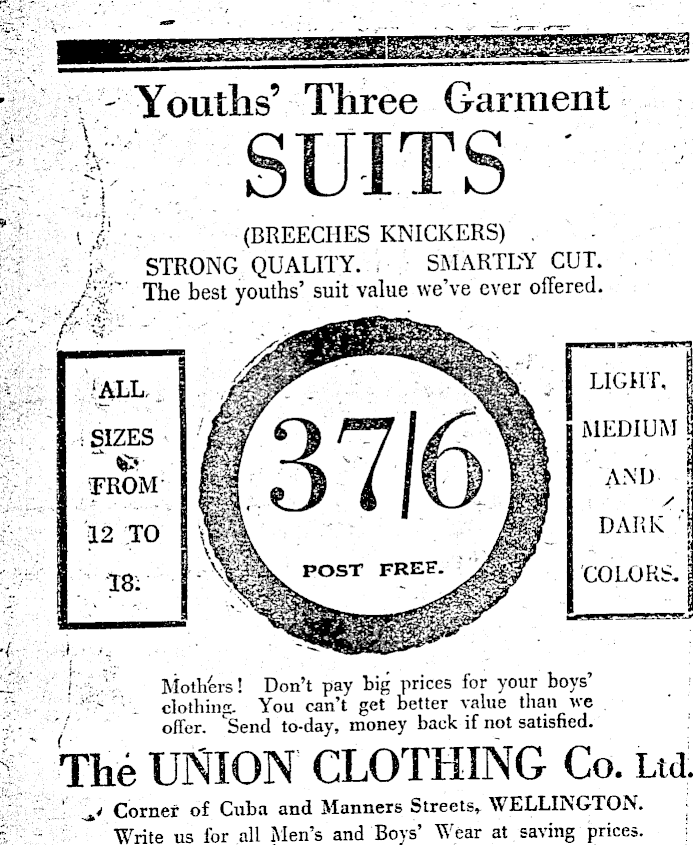 Youths' Three Garment
SUITS
(BREECHES KNICKERS)
STRONG QUALITY. SMARTLY CUT.
The best youths' suit value we've ever offered.
ALL
SIZES
FROM
12 TO
18.
37/6
POST FREE.
LIGHT,
MEDIUM
AND
DARK
COLORS.
Mothers! Don't pay big prices for your boys'
clothing. You can't get better value than we
offer. Send to-day, money back if not satisfied.
The UNION CLOTHING Co. Ltd.
Corner of Cuba and Manners Streets, WELLINGTON.
Write us for all Men's and Boys' Wear at saving prices.